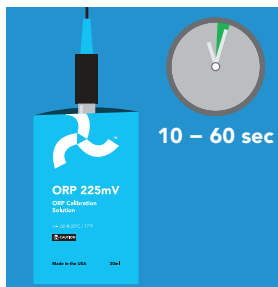 10 – 60 sec
ORP 225mV
ORP Calibration
Solution
CAUTION
Made in the USA 20ml